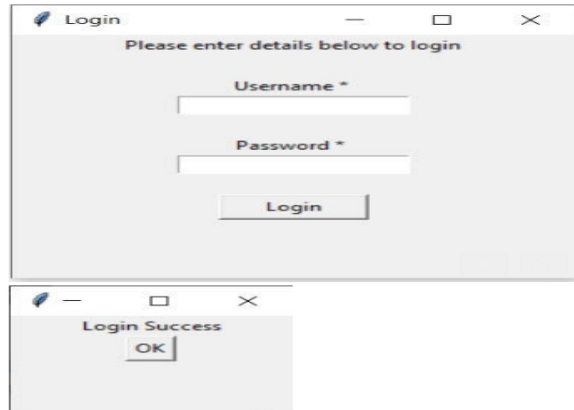 Login
Please enter details below to login
Username *
Password *
Login
Login Success
OK